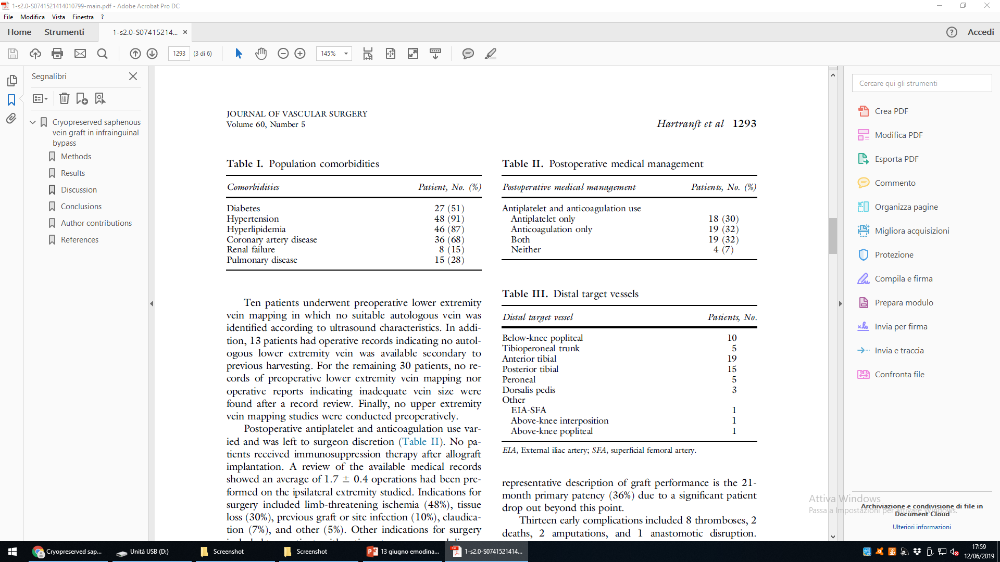 1-s2.0-S0741521414010799-main.pdf - Adobe Acrobat Pro DC
File Modifica Vista Finestra ?
Home Strumenti 1-s2.0-S07415214... × Accedi
1293 (3 di 6) 145%
Segnalibri
Cryopreserved saphenous
vein graft in infrainguinal
bypass
Methods
Results
Discussion
Conclusions
Author contributions
References
JOURNAL OF VASCULAR SURGERY
Volume 60, Number 5
Hartranft et al 1293
Table I. Population comorbidities
Comorbidities Patient, No. (%)
Diabetes 27 (51)
Hypertension 48 (91)
Hyperlipidemia 46 (87)
Coronary artery disease 36 (68)
Renal failure 8 (15)
Pulmonary disease 15 (28)
Ten patients underwent preoperative lower extremity
vein mapping in which no suitable autologous vein was
identified according to ultrasound characteristics. In addi-
tion, 13 patients had operative records indicating no autol-
ogous lower extremity vein was available secondary to
previous harvesting. For the remaining 30 patients, no re-
cords of preoperative lower extremity vein mapping nor
operative reports indicating inadequate vein size were
found after a record review. Finally, no upper extremity
vein mapping studies were conducted preoperatively.
Postoperative antiplatelet and anticoagulation use var-
ied and was left to surgeon discretion (Table II). No pa-
tients received immunosuppression therapy after allograft
implantation. A review of the available medical records
showed an average of 1.7 ± 0.4 operations had been pre-
formed on the ipsilateral extremity studied. Indications for
surgery included limb-threatening ischemia (48%), tissue
loss (30%), previous graft or site infection (10%), claudica-
tion (7%), and other (5%). Other indications for surgery
Table II. Postoperative medical management
Postoperative medical management Patients, No. (%)
Antiplatelet and anticoagulation use
Antiplatelet only 18 (30)
Anticoagulation only 19 (32)
Both 19 (32)
Neither 4 (7)
Table III. Distal target vessels
Distal target vessel Patients, No.
Below-knee popliteal 10
Tibioperoneal trunk 5
Anterior tibial 19
Posterior tibial 15
Peroneal 5
Dorsalis pedis 3
Other
EIA-SFA 1
Above-knee interposition 1
Above-knee popliteal 1
EIA, External iliac artery; SFA, superficial femoral artery.
representative description of graft performance is the 21-
month primary patency (36%) due to a significant patient
drop out beyond this point.
Thirteen early complications included 8 thromboses, 2
deaths, 2 amputations, and 1 anastomotic disruption.
Cercare qui gli strumenti
Crea PDF
Modifica PDF
Esporta PDF
Commento
Organizza pagine
Migliora acquisizioni
Protezione
Compila e firma
Prepara modulo
Invia per firma
Invia e traccia
Confronta file
Attiva Windows
Passa a Impostazioni per attivare Windows.
Archiviazione e condivisione di file in
Document Cloud
Ulteriori informazioni
Cryopreserved sap... Unità USB (D:) Screenshot Screenshot 13 giugno emodina... 1-s2.0-S0741521414...
17:59
12/06/2019